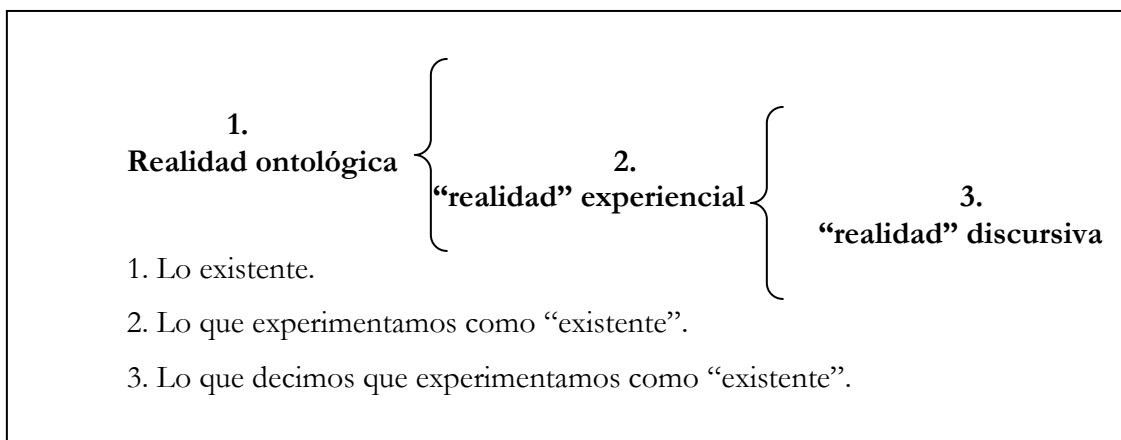 1.
Realidad ontológica
2.
“realidad” experiencial
3.
“realidad” discursiva
1. Lo existente.
2. Lo que experimentamos como “existente”.
3. Lo que decimos que experimentamos como “existente”.